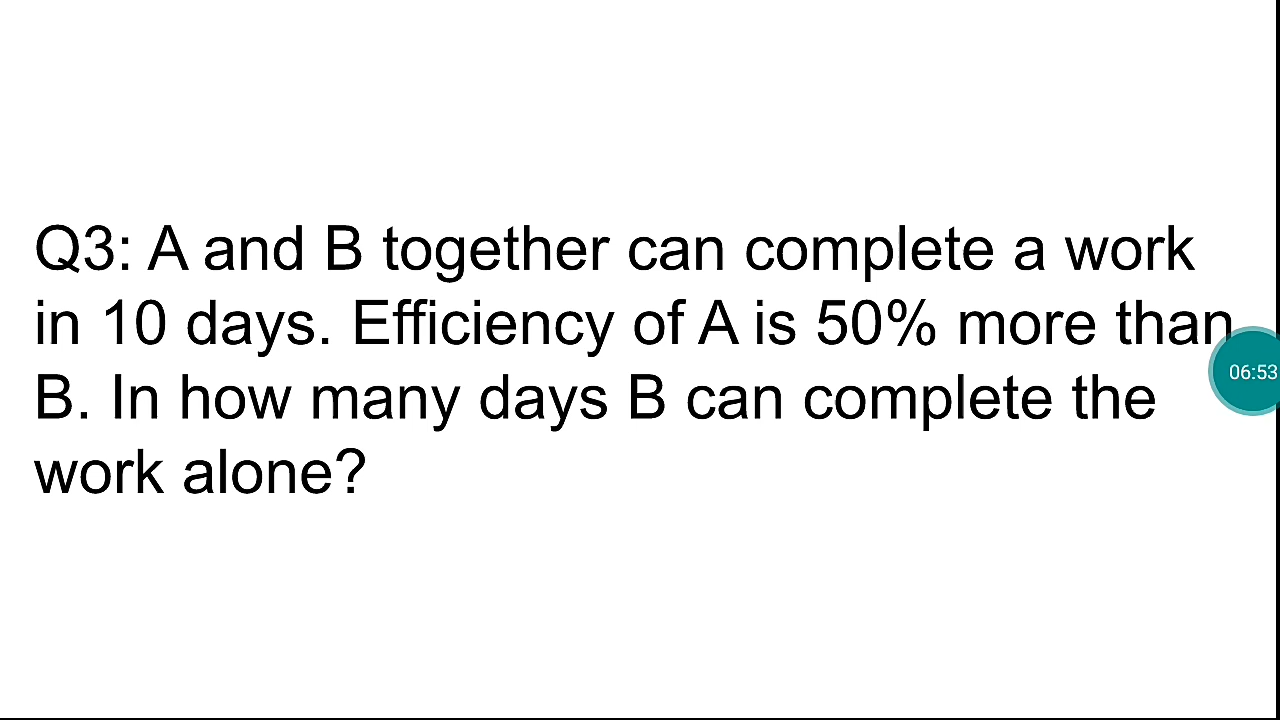 Q3: A and B together can complete a work
in 10 days. Efficiency of A is 50% more than
B. In how many days B can complete the
work alone?
06:53